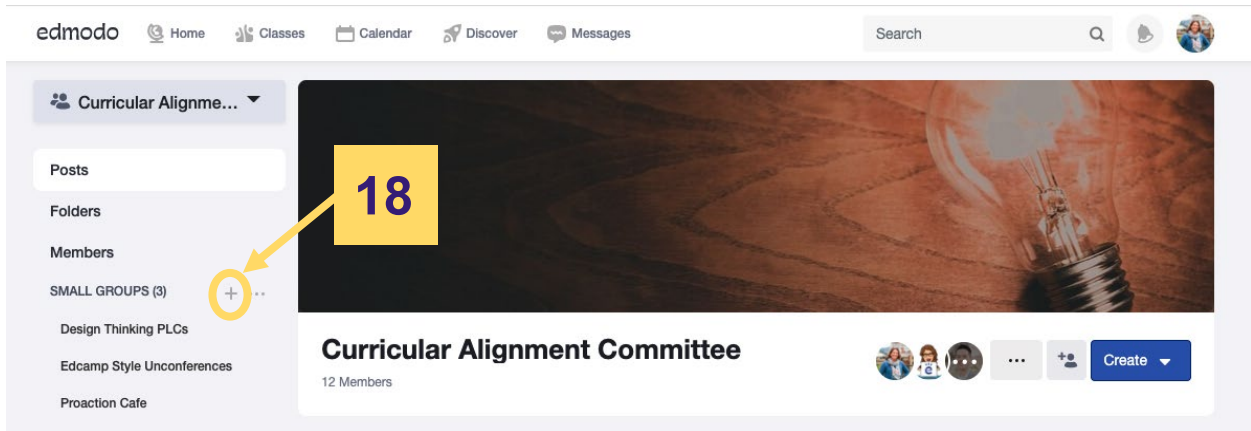 edmodo Home Classes Calendar Discover Messages Search
Curricular Alignme...
Posts
18
Folders
Members
SMALL GROUPS (3)
Design Thinking PLCs
Edcamp Style Unconferences
Proaction Cafe
Curricular Alignment Committee
12 Members
Create